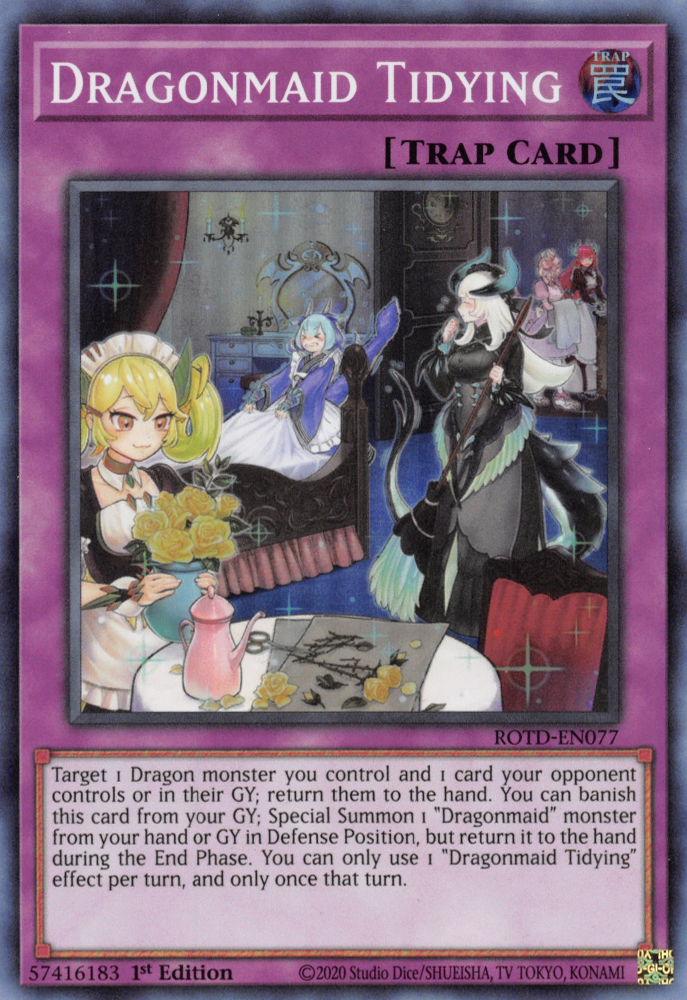 DRAGONMAID TIDYING
TRAP
罠
[TRAP CARD]
ROTD-EN077
Target 1 Dragon monster you control and 1 card your opponent
controls or in their GY; return them to the hand. You can banish
this card from your GY; Special Summon 1 "Dragonmaid" monster
from your hand or GY in Defense Position, but return it to the hand
during the End Phase. You can only use 1 "Dragonmaid Tidying"
effect per turn, and only once that turn.
57416183 1st Edition ©2020 Studio Dice/SHUEISHA, TV TOKYO, KONAMI